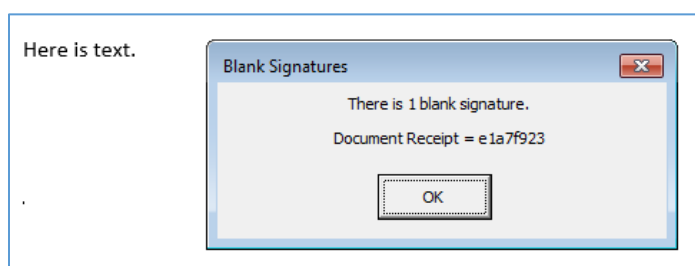 Here is text.
Blank Signatures
There is 1 blank signature.
Document Receipt = e1a7f923
OK
.